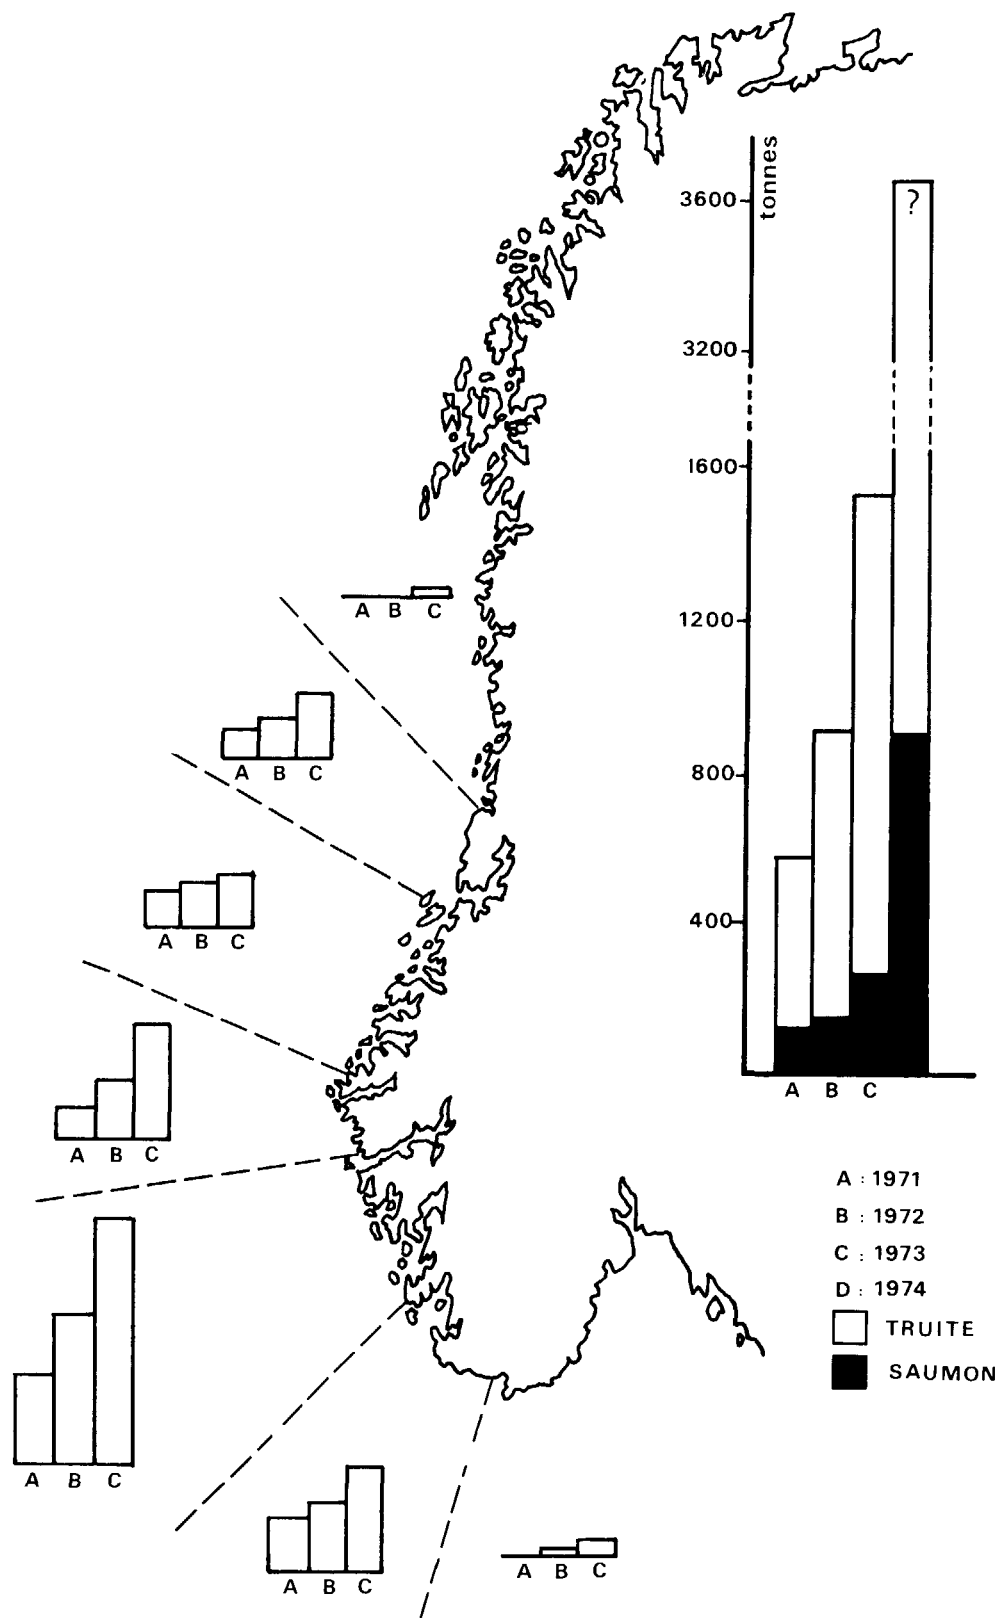 tonnes
3600
?
3200
1600
1200
800
400
A B C
A B C
A B C
A B C
A B C
A : 1971
B : 1972
C : 1973
D : 1974
TRUITE
SAUMON
A B C
A B C
A B C